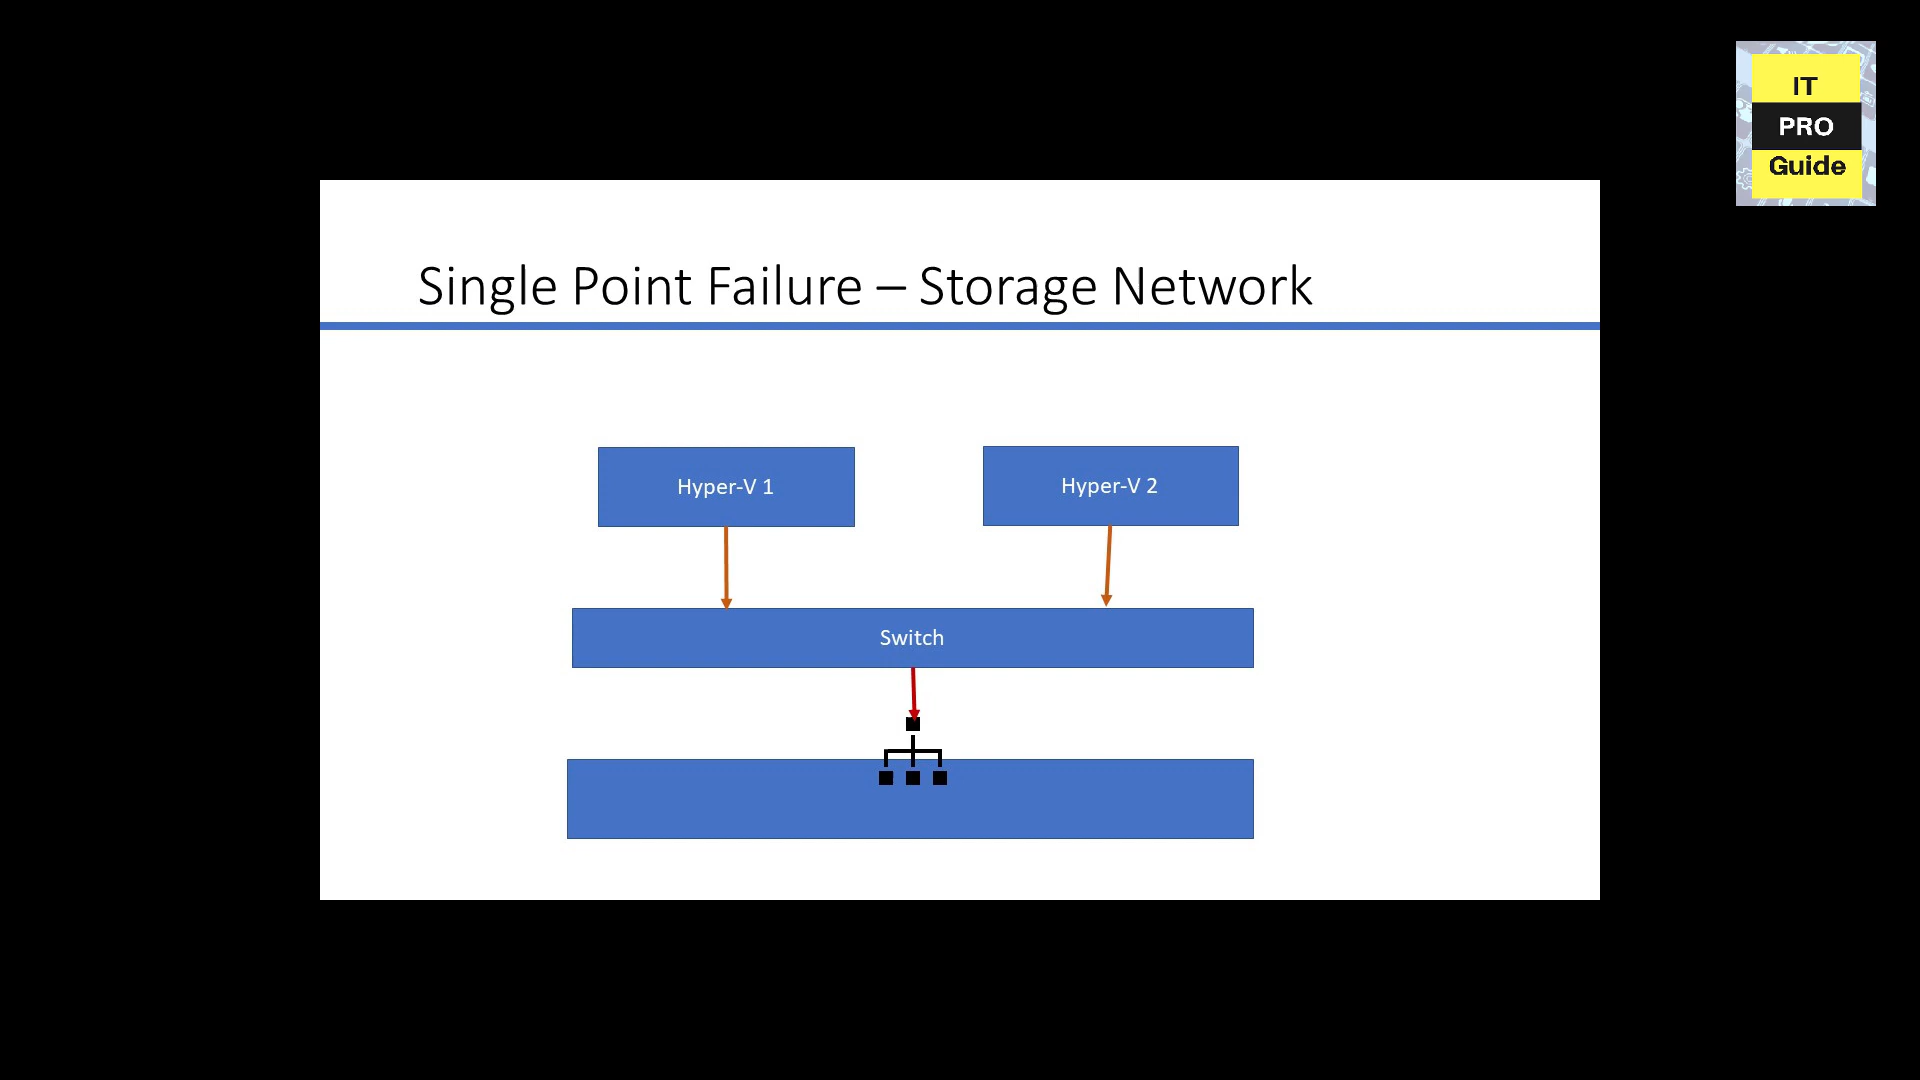 IT
PRO
Guide
Single Point Failure – Storage Network
Hyper-V 1
Hyper-V 2
Switch